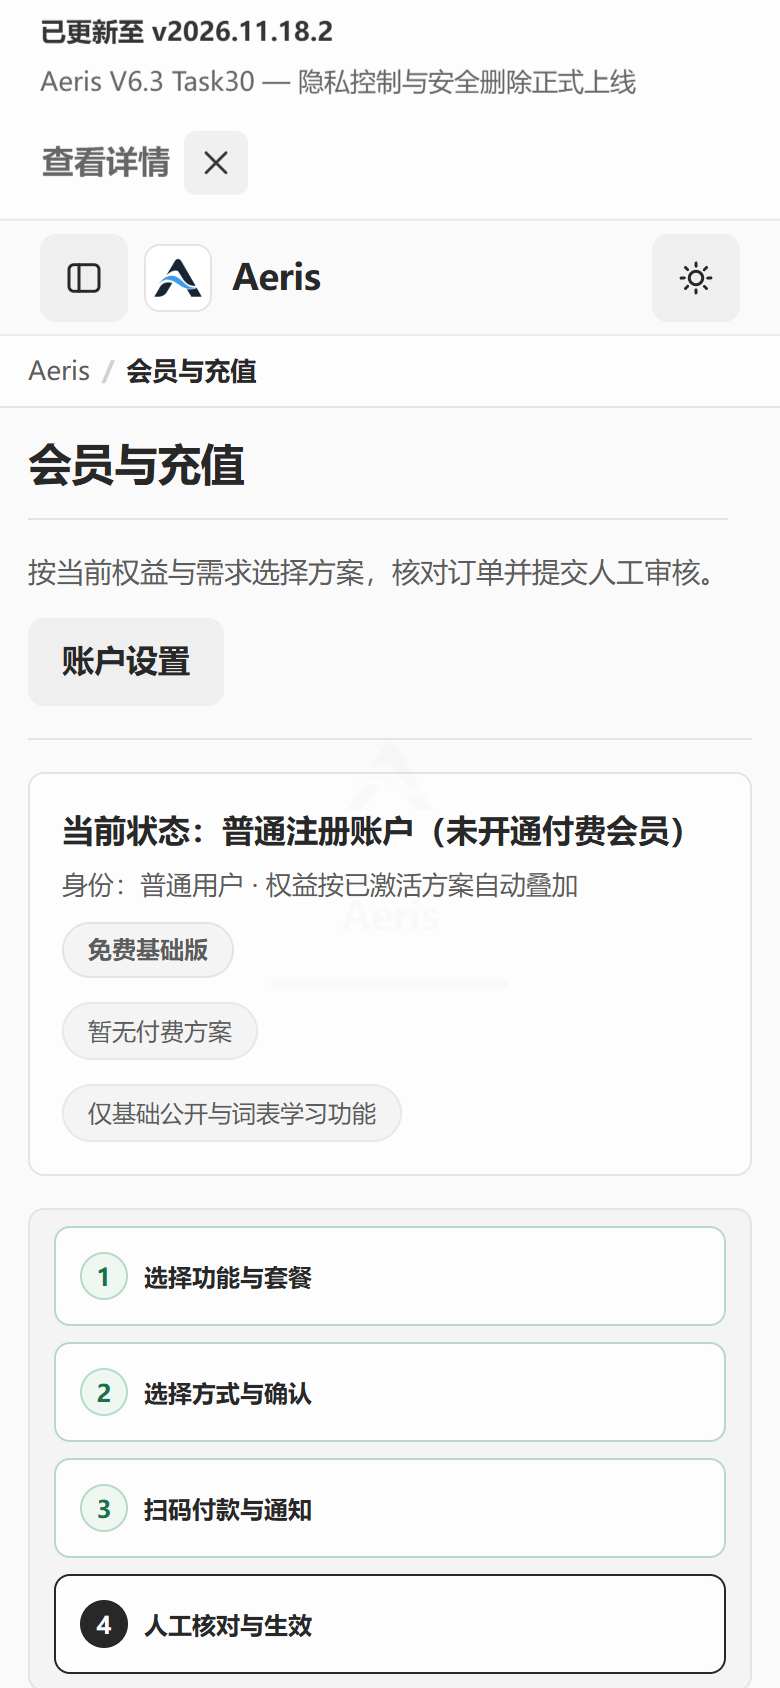 已更新至 v2026.11.18.2
Aeris V6.3 Task30 — 隐私控制与安全删除正式上线
查看详情
Aeris
Aeris / 会员与充值
会员与充值
按当前权益与需求选择方案，核对订单并提交人工审核。
账户设置
当前状态：普通注册账户（未开通付费会员）
身份：普通用户 · 权益按已激活方案自动叠加
Aeris
免费基础版
暂无付费方案
仅基础公开与词表学习功能
1 选择功能与套餐
2 选择方式与确认
3 扫码付款与通知
4 人工核对与生效